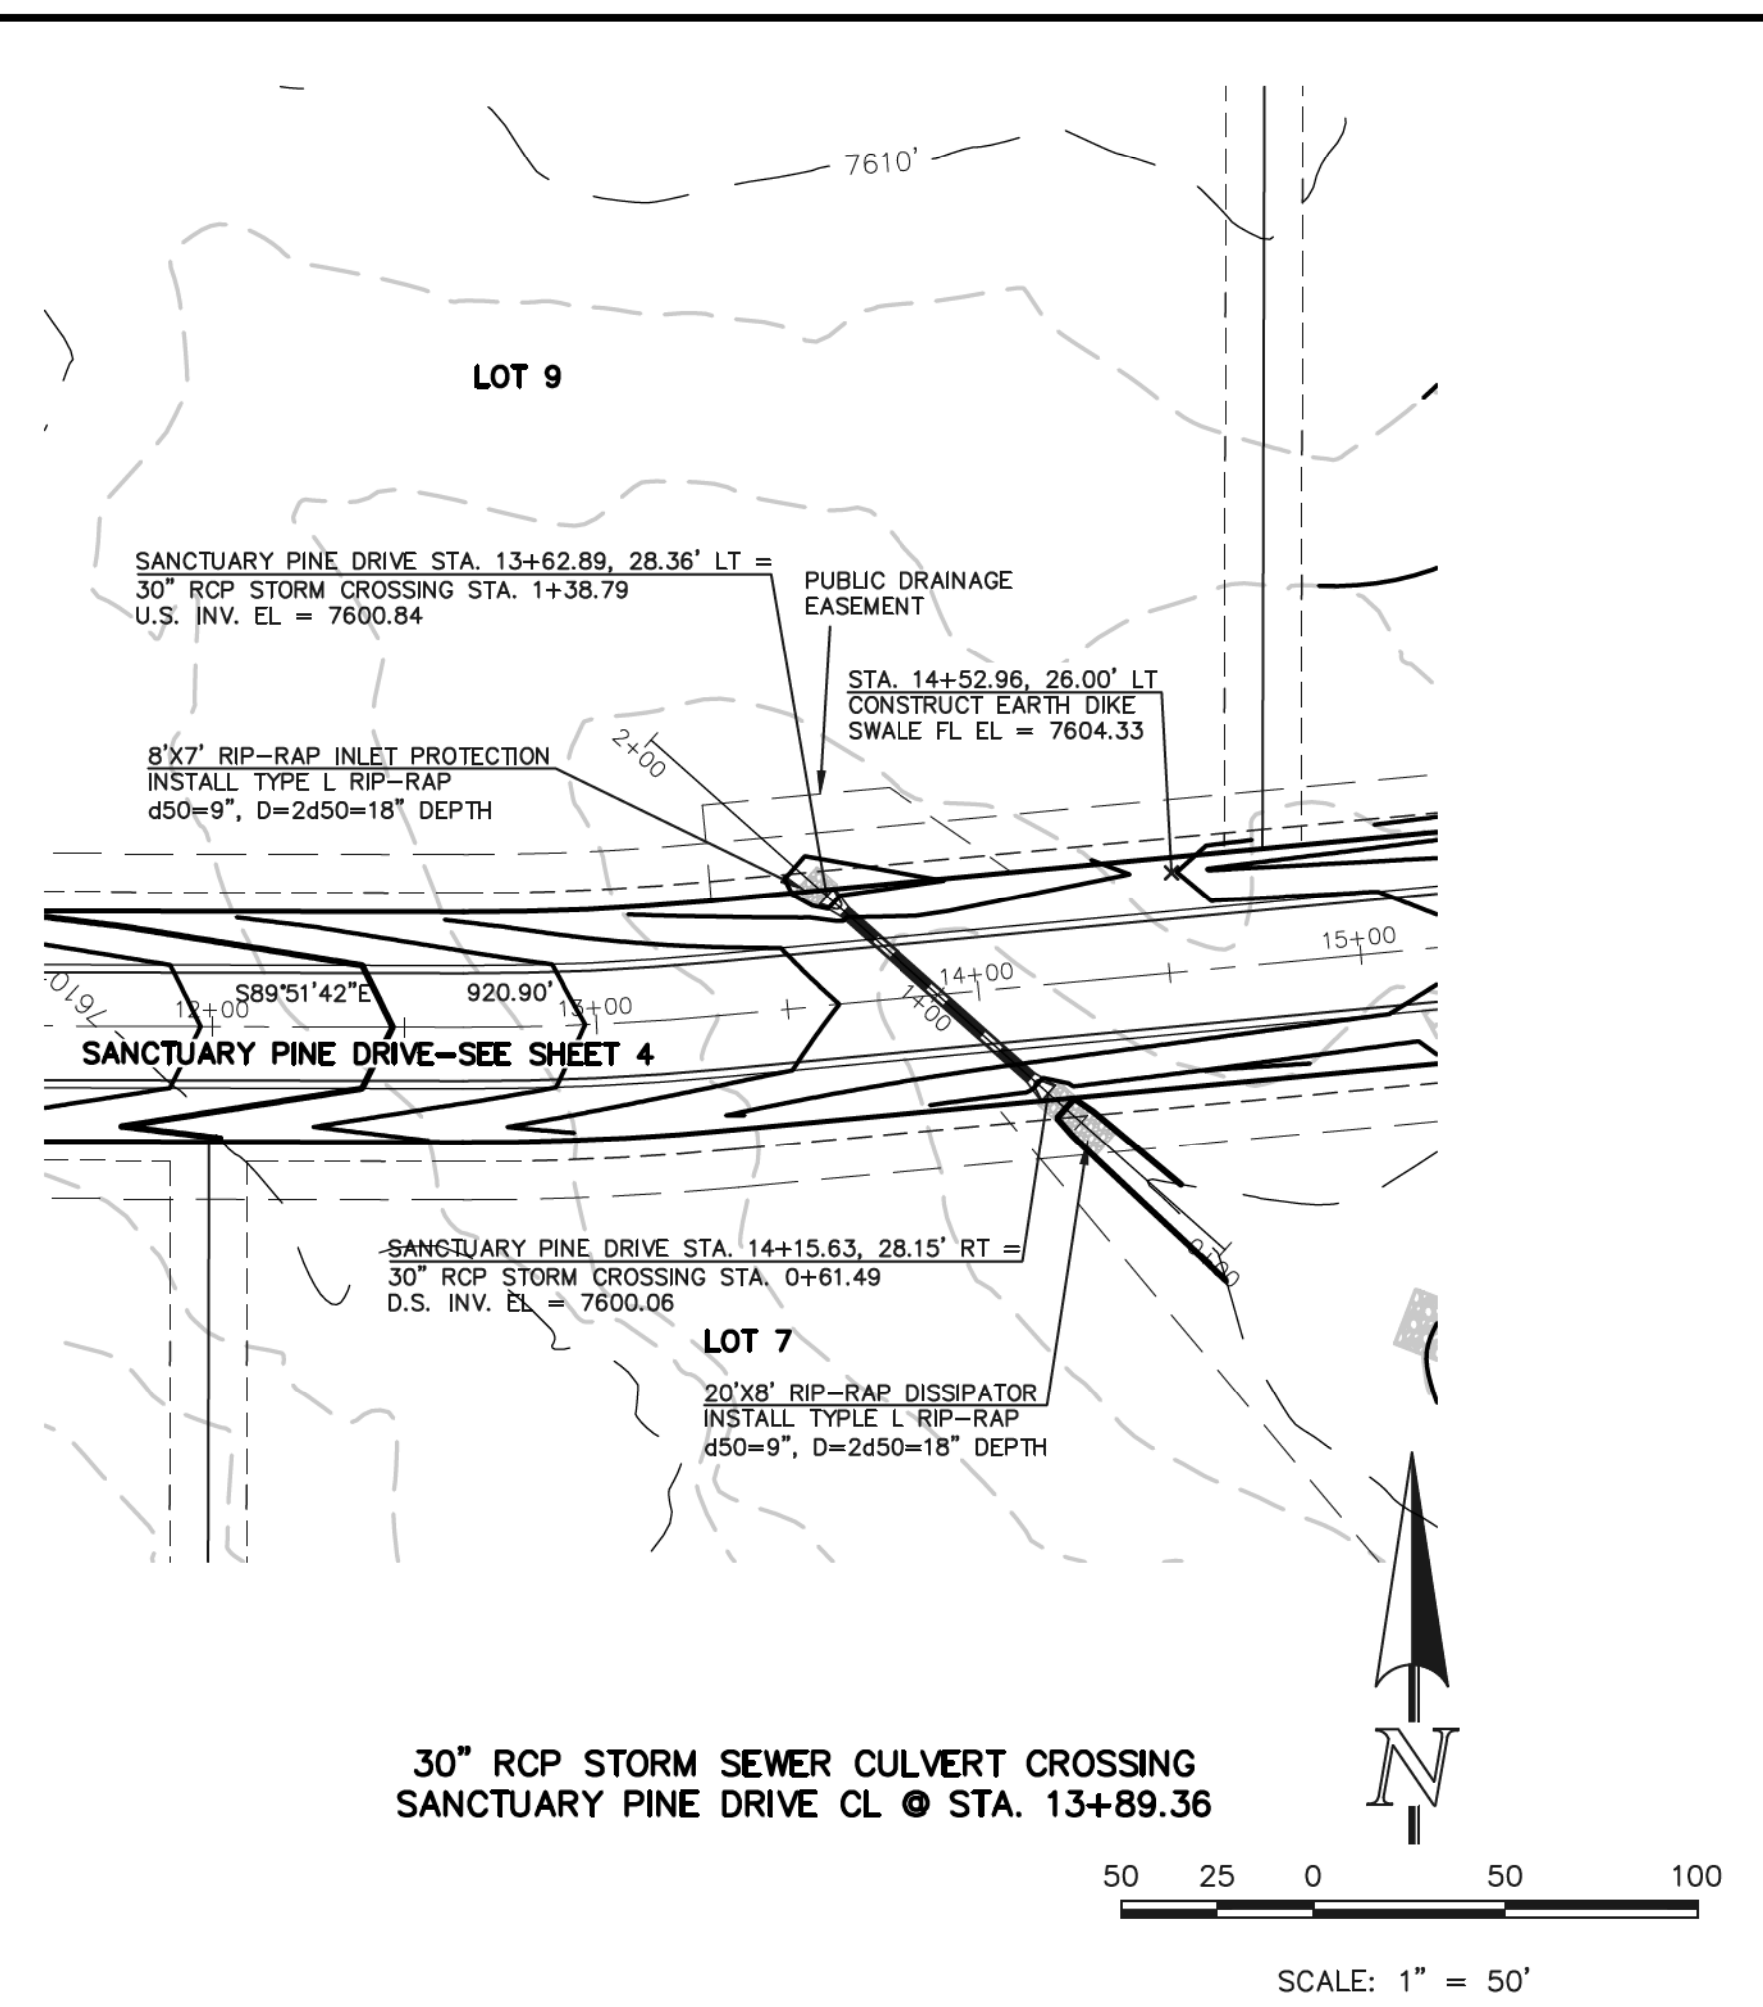 7610'
LOT 9
SANCTUARY PINE DRIVE STA. 13+62.89, 28.36' LT =
30" RCP STORM CROSSING STA. 1+38.79
U.S. INV. EL = 7600.84
PUBLIC DRAINAGE
EASEMENT
STA. 14+52.96, 26.00' LT
CONSTRUCT EARTH DIKE
SWALE FL EL = 7604.33
2+00
8'X7' RIP-RAP INLET PROTECTION
INSTALL TYPE L RIP-RAP
d50=9", D=2d50=18" DEPTH
15+00
14+00
1+00
7610
12+00
S89°51'42"E
920.90'
13+00
SANCTUARY PINE DRIVE-SEE SHEET 4
0+00
SANCTUARY PINE DRIVE STA. 14+15.63, 28.15' RT =
30" RCP STORM CROSSING STA. 0+61.49
D.S. INV. EL = 7600.06
LOT 7
20'X8' RIP-RAP DISSIPATOR
INSTALL TYPLE L RIP-RAP
d50=9", D=2d50=18" DEPTH
N
30" RCP STORM SEWER CULVERT CROSSING
SANCTUARY PINE DRIVE CL @ STA. 13+89.36
50 25 0 50 100
SCALE: 1" = 50'